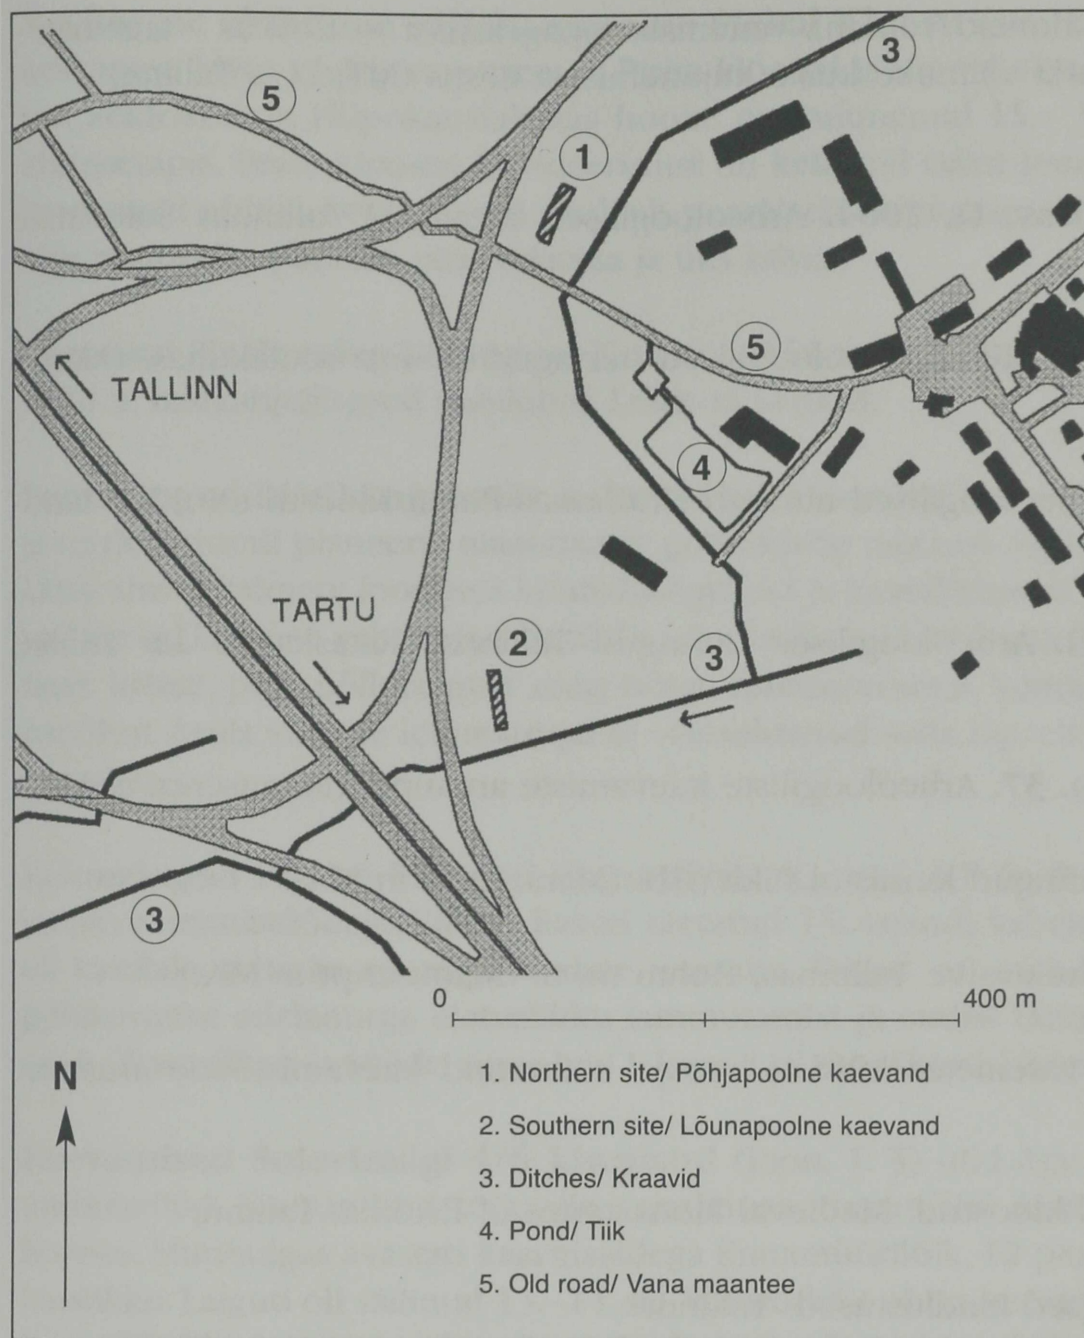 3
5
1
5
TALLINN
4
TARTU
2
3
3
0 400 m
N
1. Northern site/ Põhjapoolne kaevand
2. Southern site/ Lõunapoolne kaevand
3. Ditches/ Kraavid
4. Pond/ Tiik
5. Old road/ Vana maantee